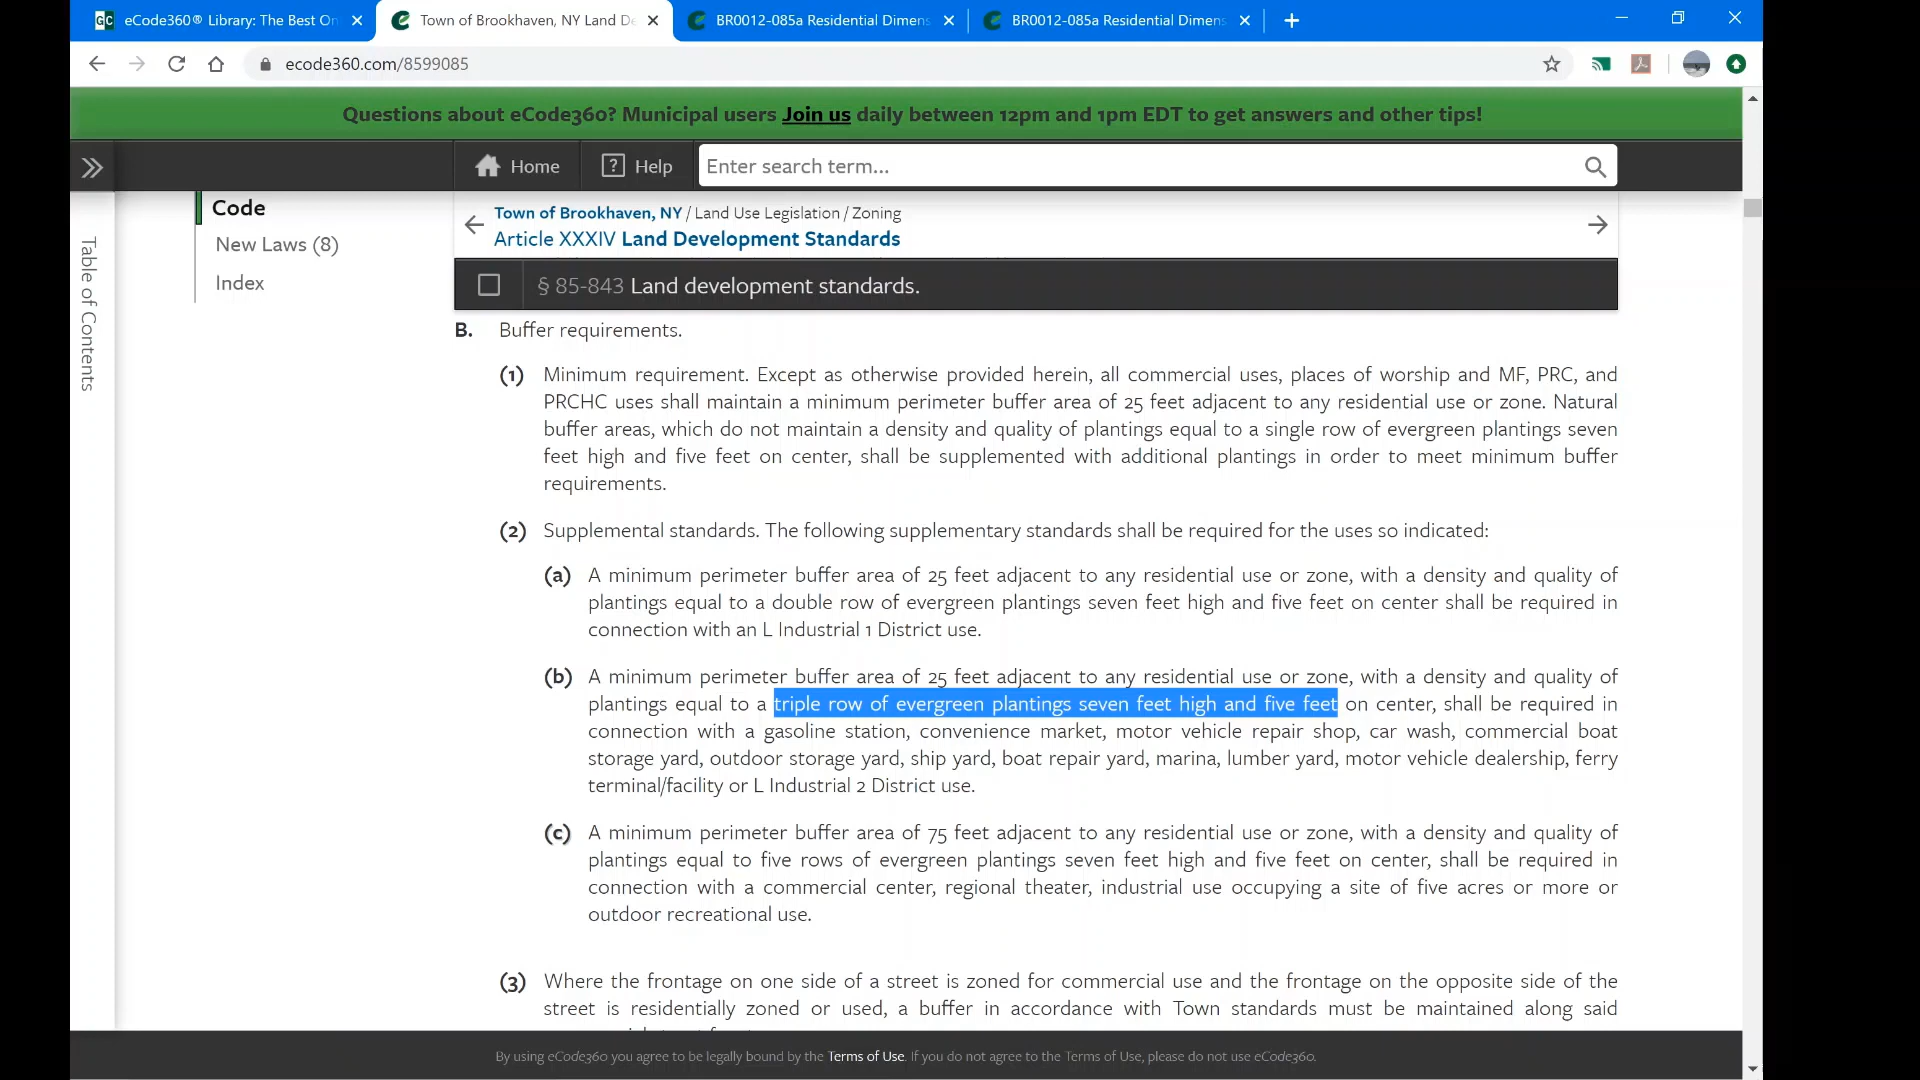 eCode360® Library: The Best On
Town of Brookhaven, NY Land De
BR0012-085a Residential Dimens
BR0012-085a Residential Dimens
ecode360.com/8599085
Questions about eCode360? Municipal users Join us daily between 12pm and 1pm EDT to get answers and other tips!
Home
Help
Enter search term...
Table of Contents
Code
New Laws (8)
Index
Town of Brookhaven, NY / Land Use Legislation / Zoning
Article XXXIV Land Development Standards
§ 85-843 Land development standards.
B. Buffer requirements.
(1) Minimum requirement. Except as otherwise provided herein, all commercial uses, places of worship and MF, PRC, and
PRCHC uses shall maintain a minimum perimeter buffer area of 25 feet adjacent to any residential use or zone. Natural
buffer areas, which do not maintain a density and quality of plantings equal to a single row of evergreen plantings seven
feet high and five feet on center, shall be supplemented with additional plantings in order to meet minimum buffer
requirements.
(2) Supplemental standards. The following supplementary standards shall be required for the uses so indicated:
(a) A minimum perimeter buffer area of 25 feet adjacent to any residential use or zone, with a density and quality of
plantings equal to a double row of evergreen plantings seven feet high and five feet on center shall be required in
connection with an L Industrial 1 District use.
(b) A minimum perimeter buffer area of 25 feet adjacent to any residential use or zone, with a density and quality of
plantings equal to a triple row of evergreen plantings seven feet high and five feet on center, shall be required in
connection with a gasoline station, convenience market, motor vehicle repair shop, car wash, commercial boat
storage yard, outdoor storage yard, ship yard, boat repair yard, marina, lumber yard, motor vehicle dealership, ferry
terminal/facility or L Industrial 2 District use.
(c) A minimum perimeter buffer area of 75 feet adjacent to any residential use or zone, with a density and quality of
plantings equal to five rows of evergreen plantings seven feet high and five feet on center, shall be required in
connection with a commercial center, regional theater, industrial use occupying a site of five acres or more or
outdoor recreational use.
(3) Where the frontage on one side of a street is zoned for commercial use and the frontage on the opposite side of the
street is residentially zoned or used, a buffer in accordance with Town standards must be maintained along said
By using eCode360 you agree to be legally bound by the Terms of Use. If you do not agree to the Terms of Use, please do not use eCode360.